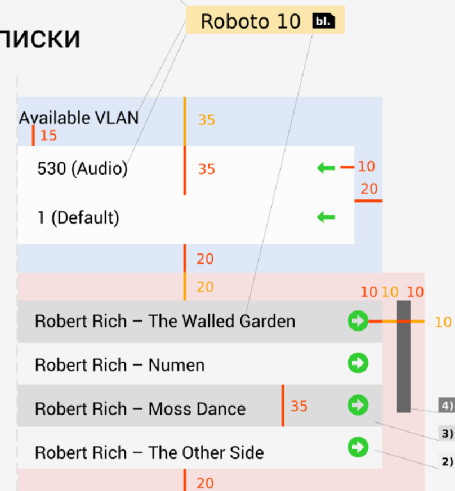 Roboto 10 bl.
писки
Available VLAN
35
15
530 (Audio)
35
10
20
1 (Default)
20
20
10 10 10
Robert Rich – The Walled Garden
10
Robert Rich – Numen
Robert Rich – Moss Dance
35
4)
3)
Robert Rich – The Other Side
2)
20